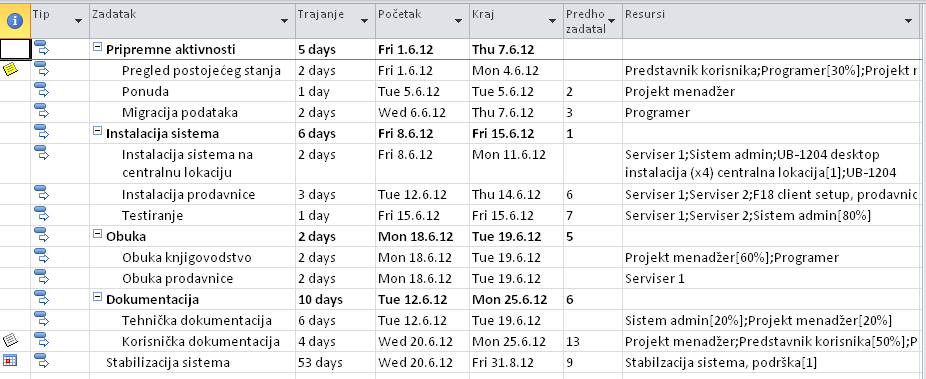 Tip Zadatak Trajanje Početak Kraj Predho zadatal Resursi
Pripremne aktivnosti 5 days Fri 1.6.12 Thu 7.6.12
Pregled postojećeg stanja 2 days Fri 1.6.12 Mon 4.6.12 Predstavnik korisnika;Programer[30%];Projekt r
Ponuda 1 day Tue 5.6.12 Tue 5.6.12 2 Projekt menadžer
Migracija podataka 2 days Wed 6.6.12 Thu 7.6.12 3 Programer
Instalacija sistema 6 days Fri 8.6.12 Fri 15.6.12 1
Instalacija sistema na centralnu lokaciju 2 days Fri 8.6.12 Mon 11.6.12 Serviser 1;Sistem admin;UB-1204 desktop
instalacija (x4) centralna lokacija[1];UB-1204
Instalacija prodavnice 3 days Tue 12.6.12 Thu 14.6.12 6 Serviser 1;Serviser 2;F18 client setup, prodavnic
Testiranje 1 day Fri 15.6.12 Fri 15.6.12 7 Serviser 1;Serviser 2;Sistem admin[80%]
Obuka 2 days Mon 18.6.12 Tue 19.6.12 5
Obuka knjigovodstvo 2 days Mon 18.6.12 Tue 19.6.12 Projekt menadžer[60%];Programer
Obuka prodavnice 2 days Mon 18.6.12 Tue 19.6.12 Serviser 1
Dokumentacija 10 days Tue 12.6.12 Mon 25.6.12 6
Tehnička dokumentacija 6 days Tue 12.6.12 Tue 19.6.12 Sistem admin[20%];Projekt menadžer[20%]
Korisnička dokumentacija 4 days Wed 20.6.12 Mon 25.6.12 13 Projekt menadžer;Predstavnik korisnika[50%];P
Stabilizacija sistema 53 days Wed 20.6.12 Fri 31.8.12 9 Stabilzacija sistema, podrška[1]